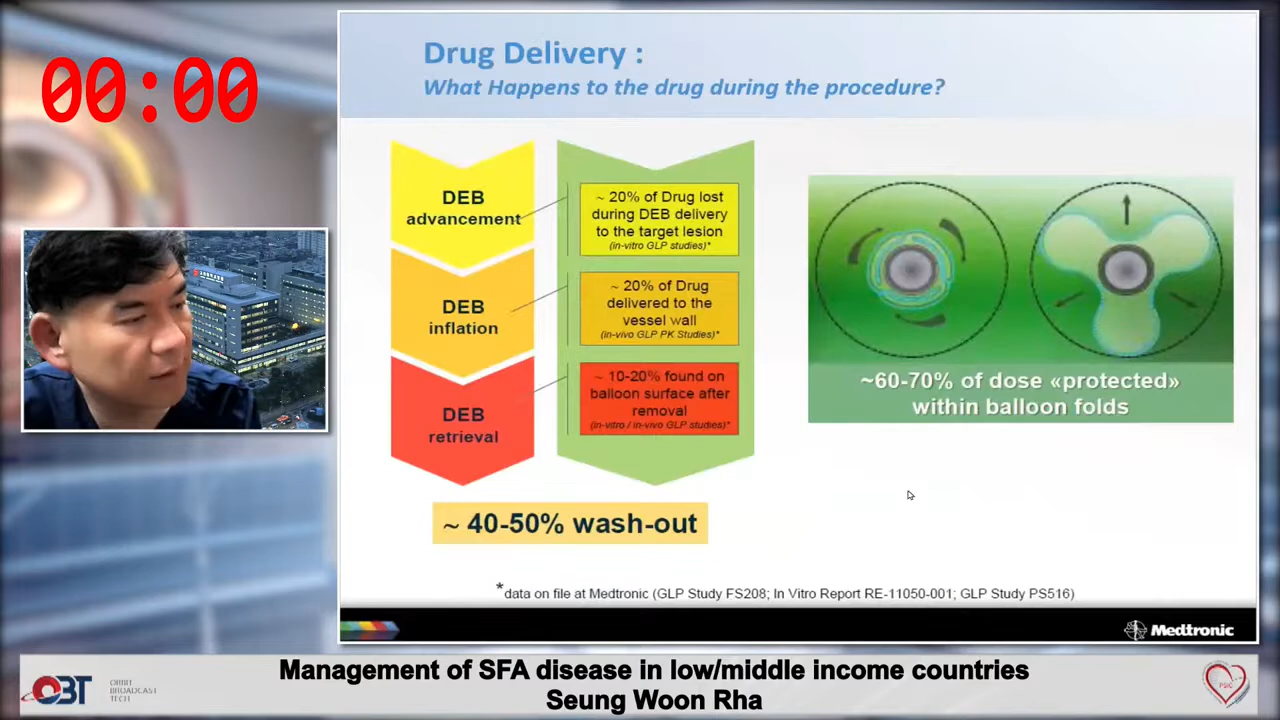 00:00
Drug Delivery :
What Happens to the drug during the procedure?
DEB
advancement
~ 20% of Drug lost
during DEB delivery
to the target lesion
(in-vitro GLP studies)*
DEB
inflation
~ 20% of Drug
delivered to the
vessel wall
(in-vivo GLP PK Studies)*
DEB
retrieval
~ 10-20% found on
balloon surface after
removal
(in-vitro / in-vivo GLP studies)*
~60-70% of dose «protected»
within balloon folds
~ 40-50% wash-out
*data on file at Medtronic (GLP Study FS208; In Vitro Report RE-11050-001; GLP Study PS516)
Medtronic
OBT
ORBIT
BROADCAST
TECH
Management of SFA disease in low/middle income countries
Seung Woon Rha
PSIC